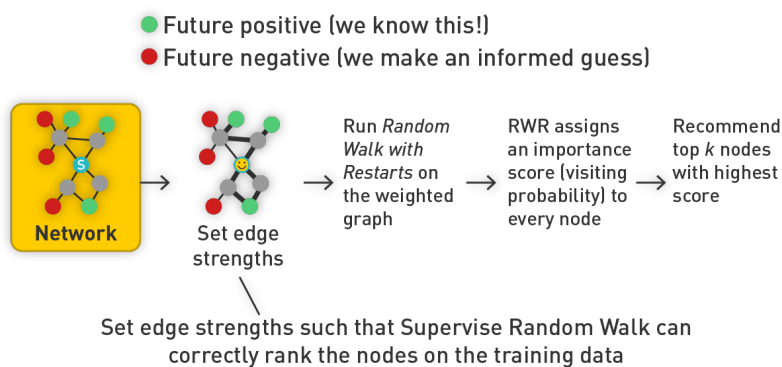 Future positive (we know this!)
Future negative (we make an informed guess)
S
Network
Set edge
strengths
Run Random
Walk with
Restarts on
the weighted
graph
RWR assigns
an importance
score (visiting
probability) to
every node
Recommend
top k nodes
with highest
score
Set edge strengths such that Supervise Random Walk can
correctly rank the nodes on the training data